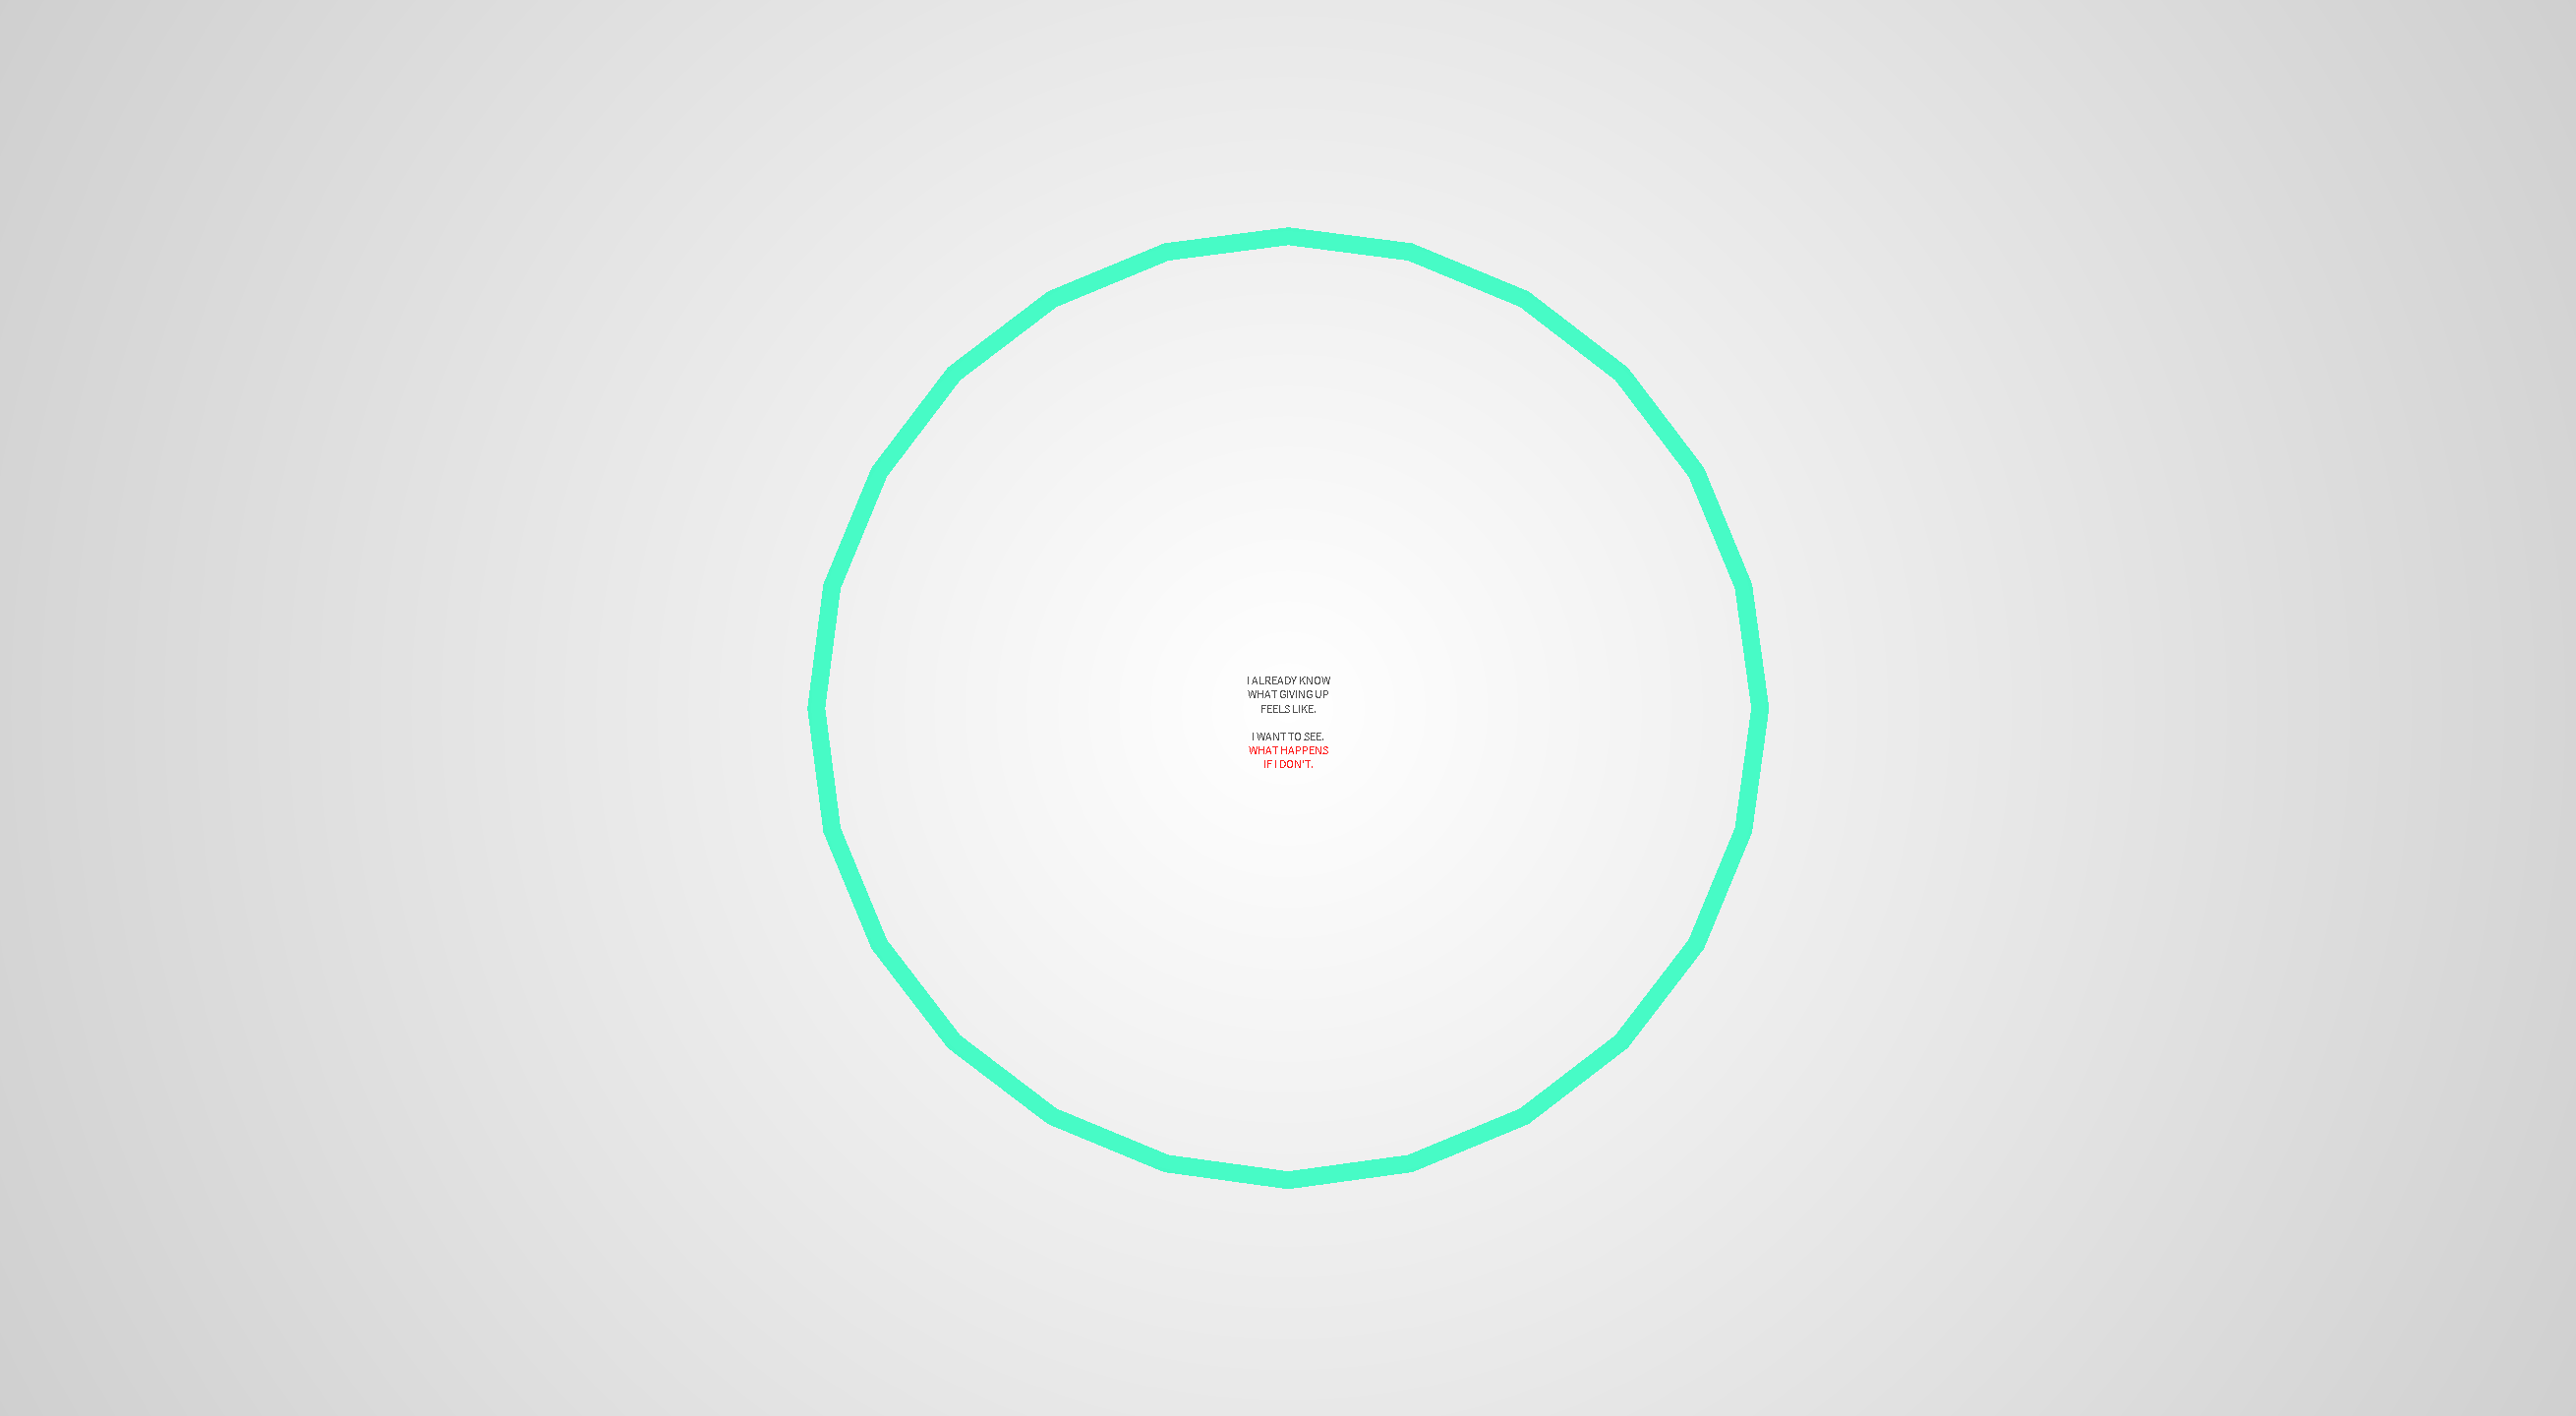 I ALREADY KNOW
WHAT GIVING UP
FEELS LIKE.
I WANT TO SEE.
WHAT HAPPENS
IF I DON'T.